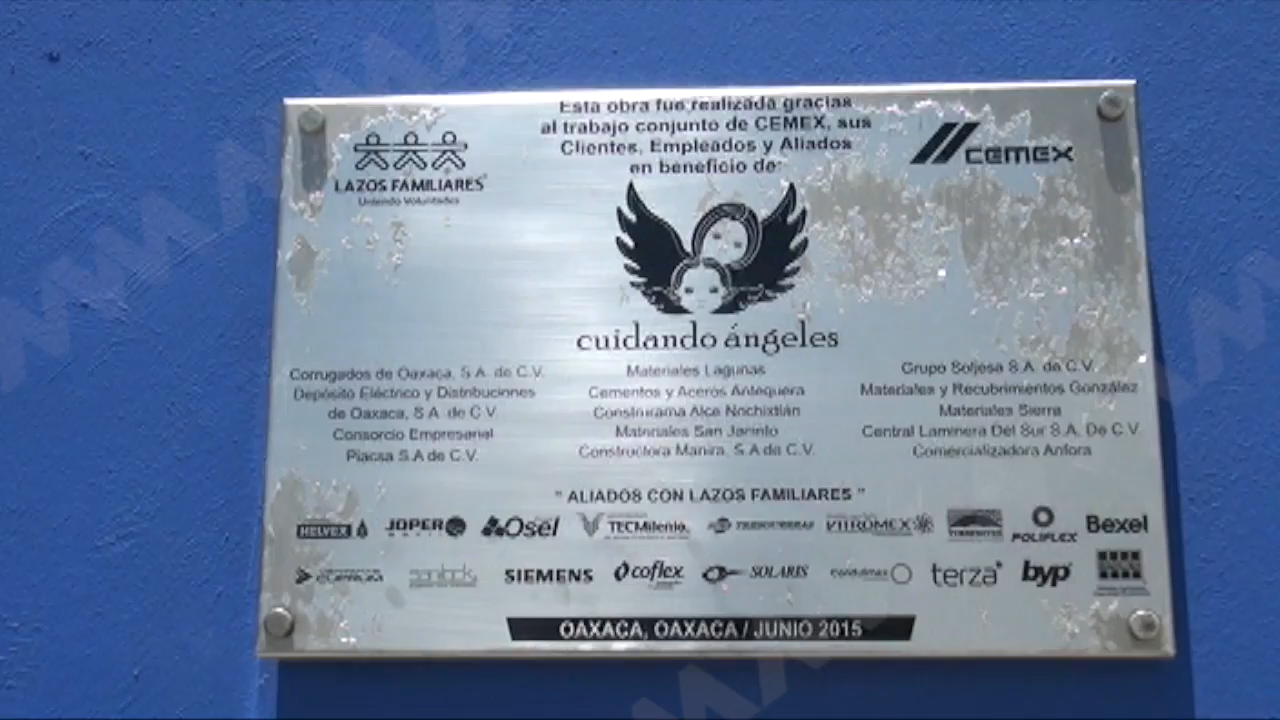 Esta obra fue realizada gracias
al trabajo conjunto de CEMEX, sus
Clientes, Empleados y Aliados
en beneficio de:
LAZOS FAMILIARES
Uniendo Voluntades
CEMEX
cuidando ángeles
Corrugados de Oaxaca, S.A. de C.V.
Depósito Eléctrico y Distribuciones
de Oaxaca, S.A. de C.V.
Consorcio Empresarial
Piacsa S.A de C.V.
Materiales Lagunas
Cementos y Aceros Antequera
Construrama Alce Nochixtlán
Materiales San Jacinto
Constructora Manira, S.A de C.V.
Grupo Soljesa S.A. de C.V.
Materiales y Recubrimientos González
Materiales Sierra
Central Laminera Del Sur S.A. De C.V.
Comercializadora Anfora
" ALIADOS CON LAZOS FAMILIARES "
HELVEX JOPER Osel TECMilenio VITROMEX POLIFLEX Bexel
SIEMENS coflex SOLARIS terza byp
OAXACA, OAXACA / JUNIO 2015